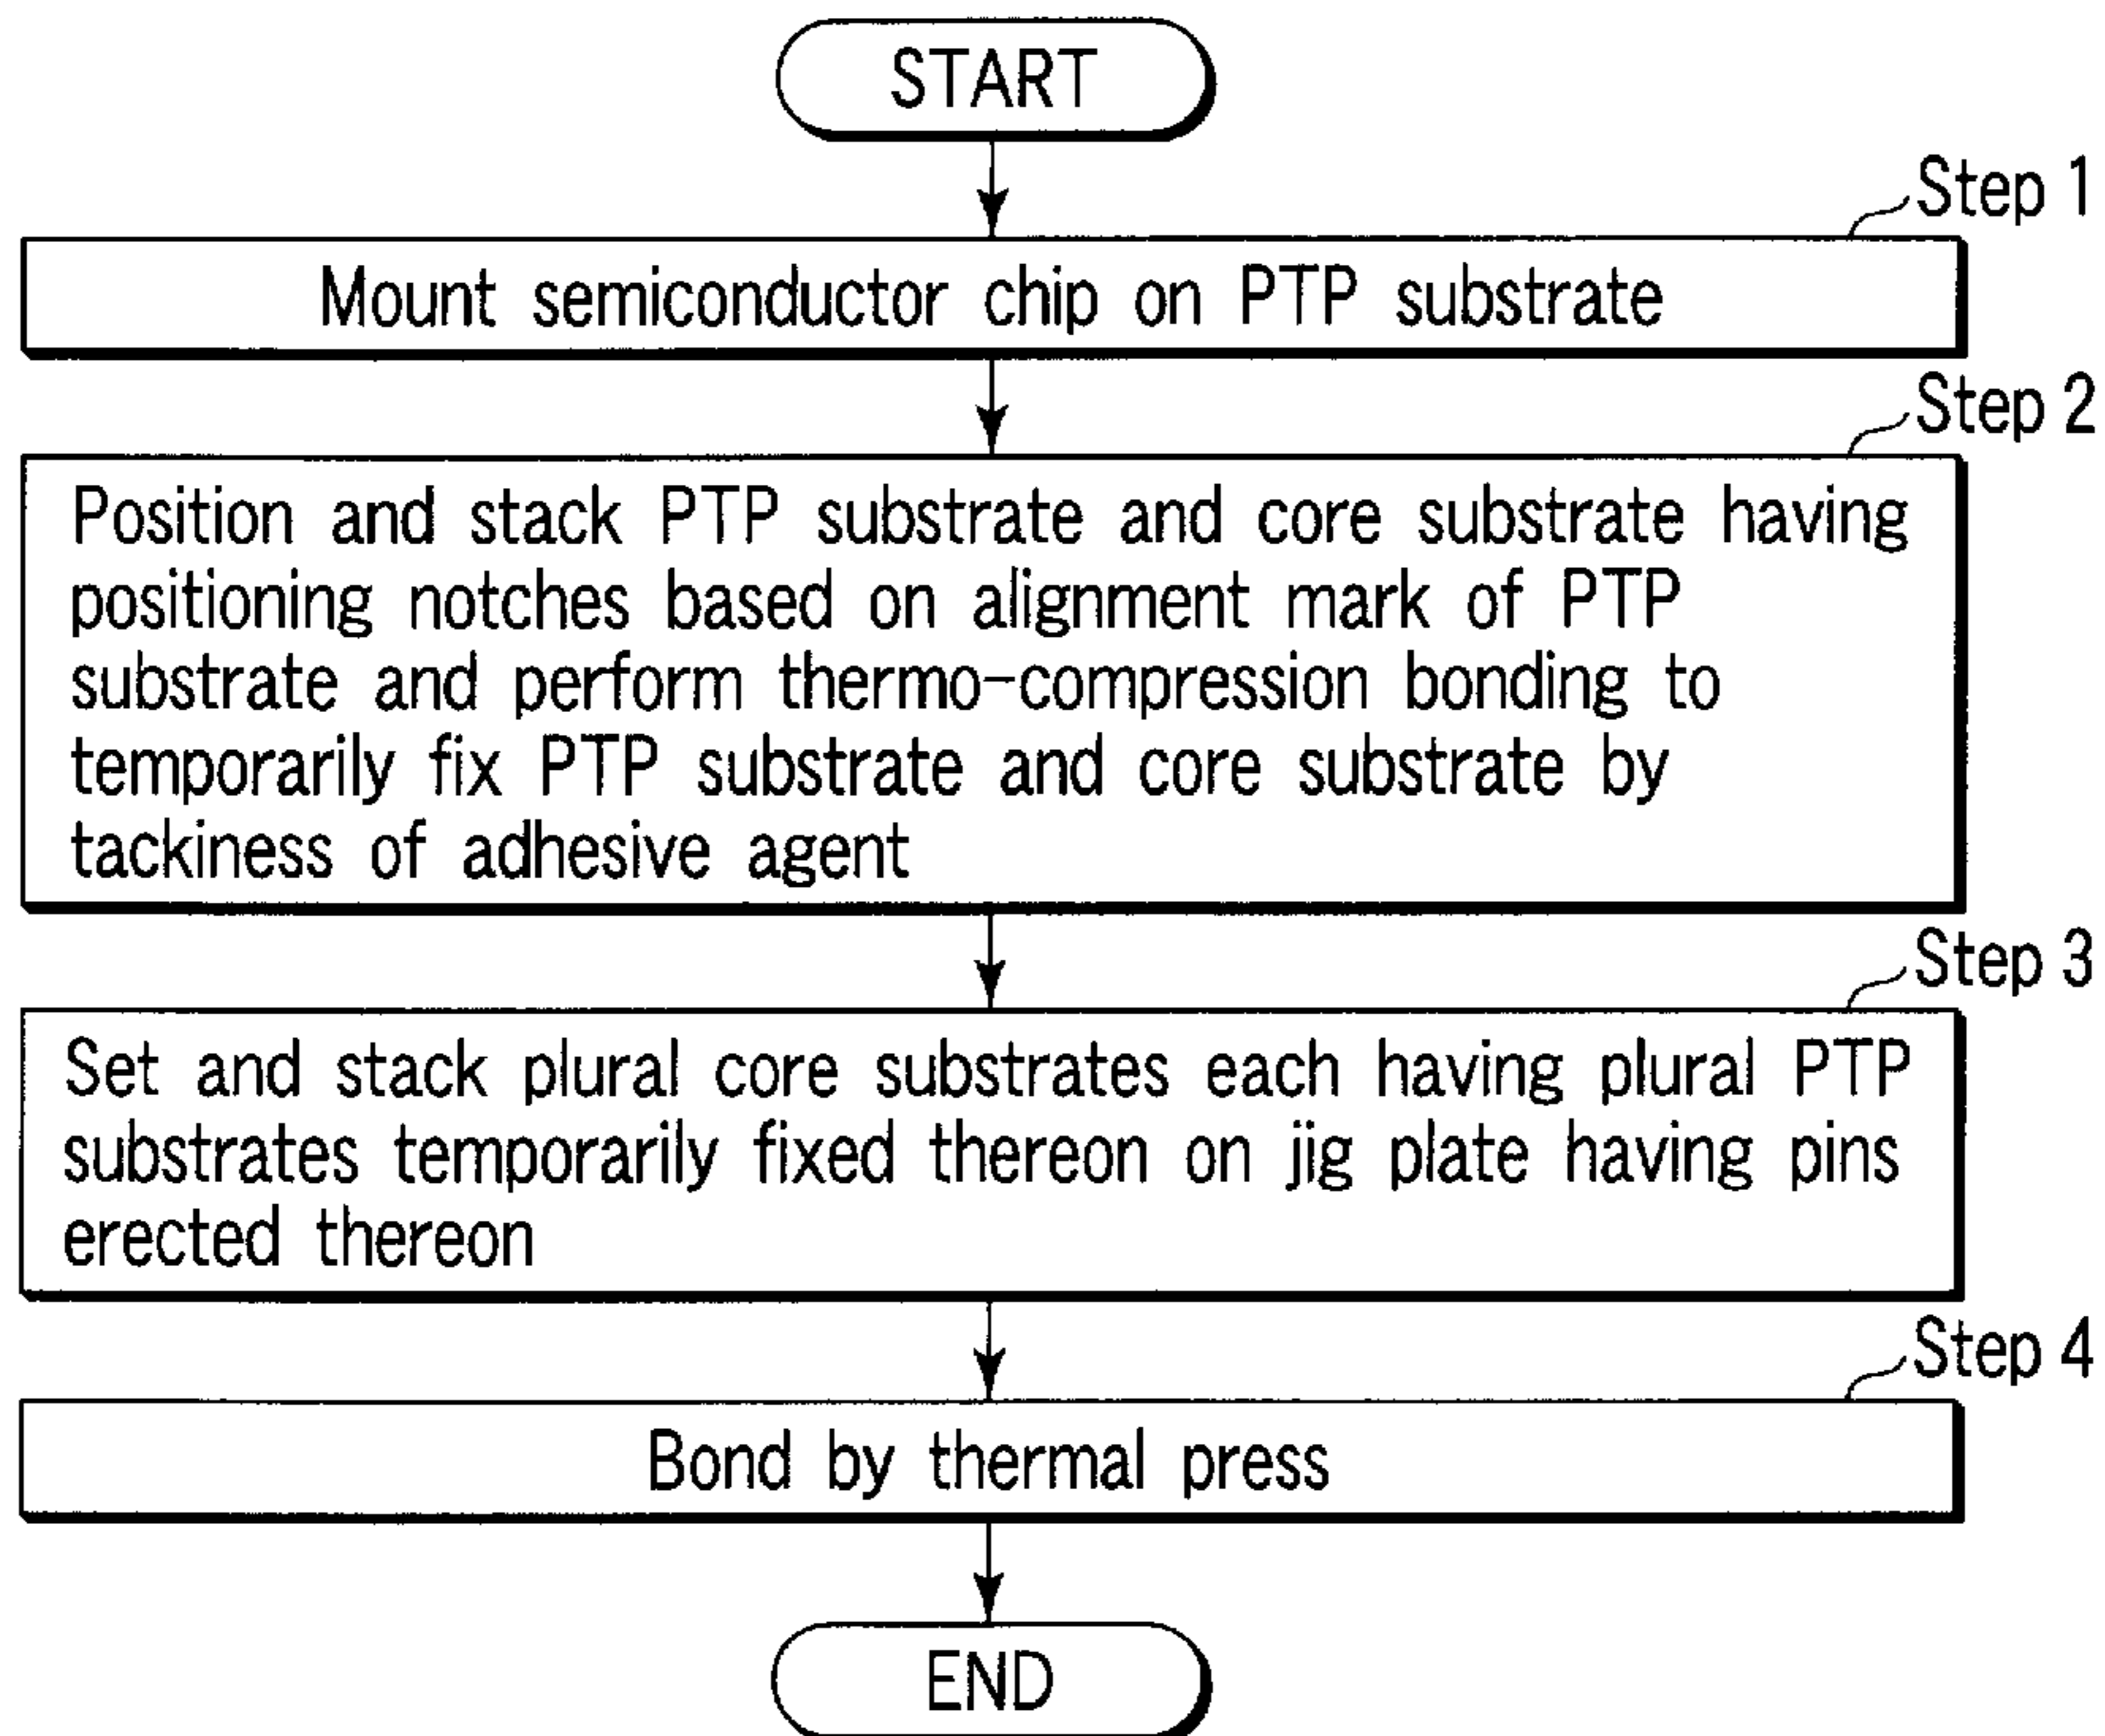 START
Step 1
Mount semiconductor chip on PTP substrate
Step 2
Position and stack PTP substrate and core substrate having
positioning notches based on alignment mark of PTP
substrate and perform thermo-compression bonding to
temporarily fix PTP substrate and core substrate by
tackiness of adhesive agent
Step 3
Set and stack plural core substrates each having plural PTP
substrates temporarily fixed thereon on jig plate having pins
erected thereon
Step 4
Bond by thermal press
END